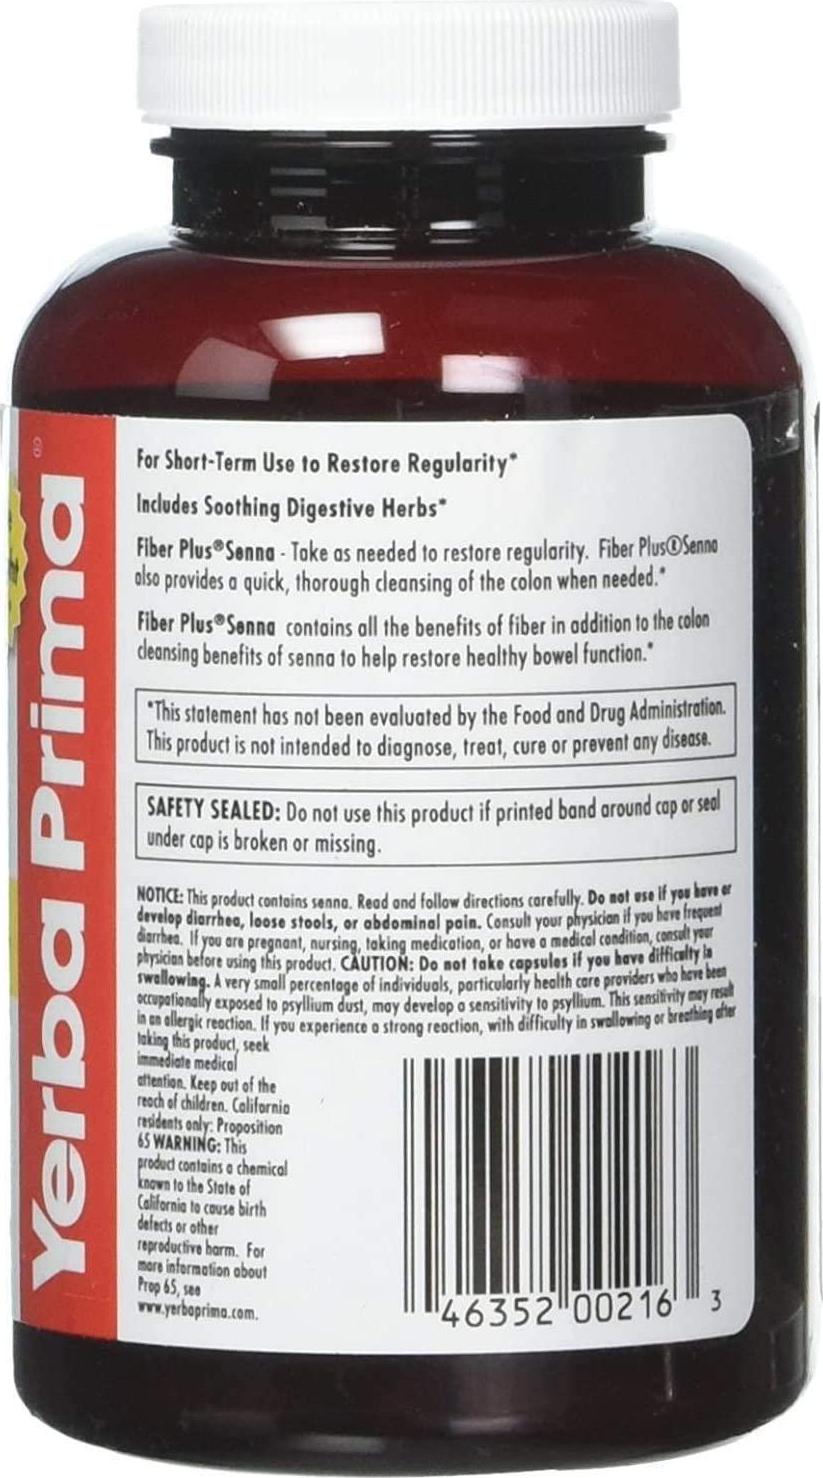 Yerba Prima®
For Short-Term Use to Restore Regularity*
Includes Soothing Digestive Herbs*
Fiber Plus®Senna - Take as needed to restore regularity. Fiber Plus®Senna
also provides a quick, thorough cleansing of the colon when needed.*
Fiber Plus®Senna contains all the benefits of fiber in addition to the colon
cleansing benefits of senna to help restore healthy bowel function.*
*This statement has not been evaluated by the Food and Drug Administration.
This product is not intended to diagnose, treat, cure or prevent any disease.
SAFETY SEALED: Do not use this product if printed band around cap or seal
under cap is broken or missing.
NOTICE: This product contains senna. Read and follow directions carefully. Do not use if you have or
develop diarrhea, loose stools, or abdominal pain. Consult your physician if you have frequent
diarrhea. If you are pregnant, nursing, taking medication, or have a medical condition, consult your
physician before using this product. CAUTION: Do not take capsules if you have difficulty in
swallowing. A very small percentage of individuals, particularly health care providers who have been
occupationally exposed to psyllium dust, may develop a sensitivity to psyllium. This sensitivity may result
in an allergic reaction. If you experience a strong reaction, with difficulty in swallowing or breathing after
taking this product, seek
immediate medical
attention. Keep out of the
reach of children. California
residents only: Proposition
65 WARNING: This
product contains a chemical
known to the State of
California to cause birth
defects or other
reproductive harm. For
more information about
Prop 65, see
www.yerbaprima.com.
46352 00216 3